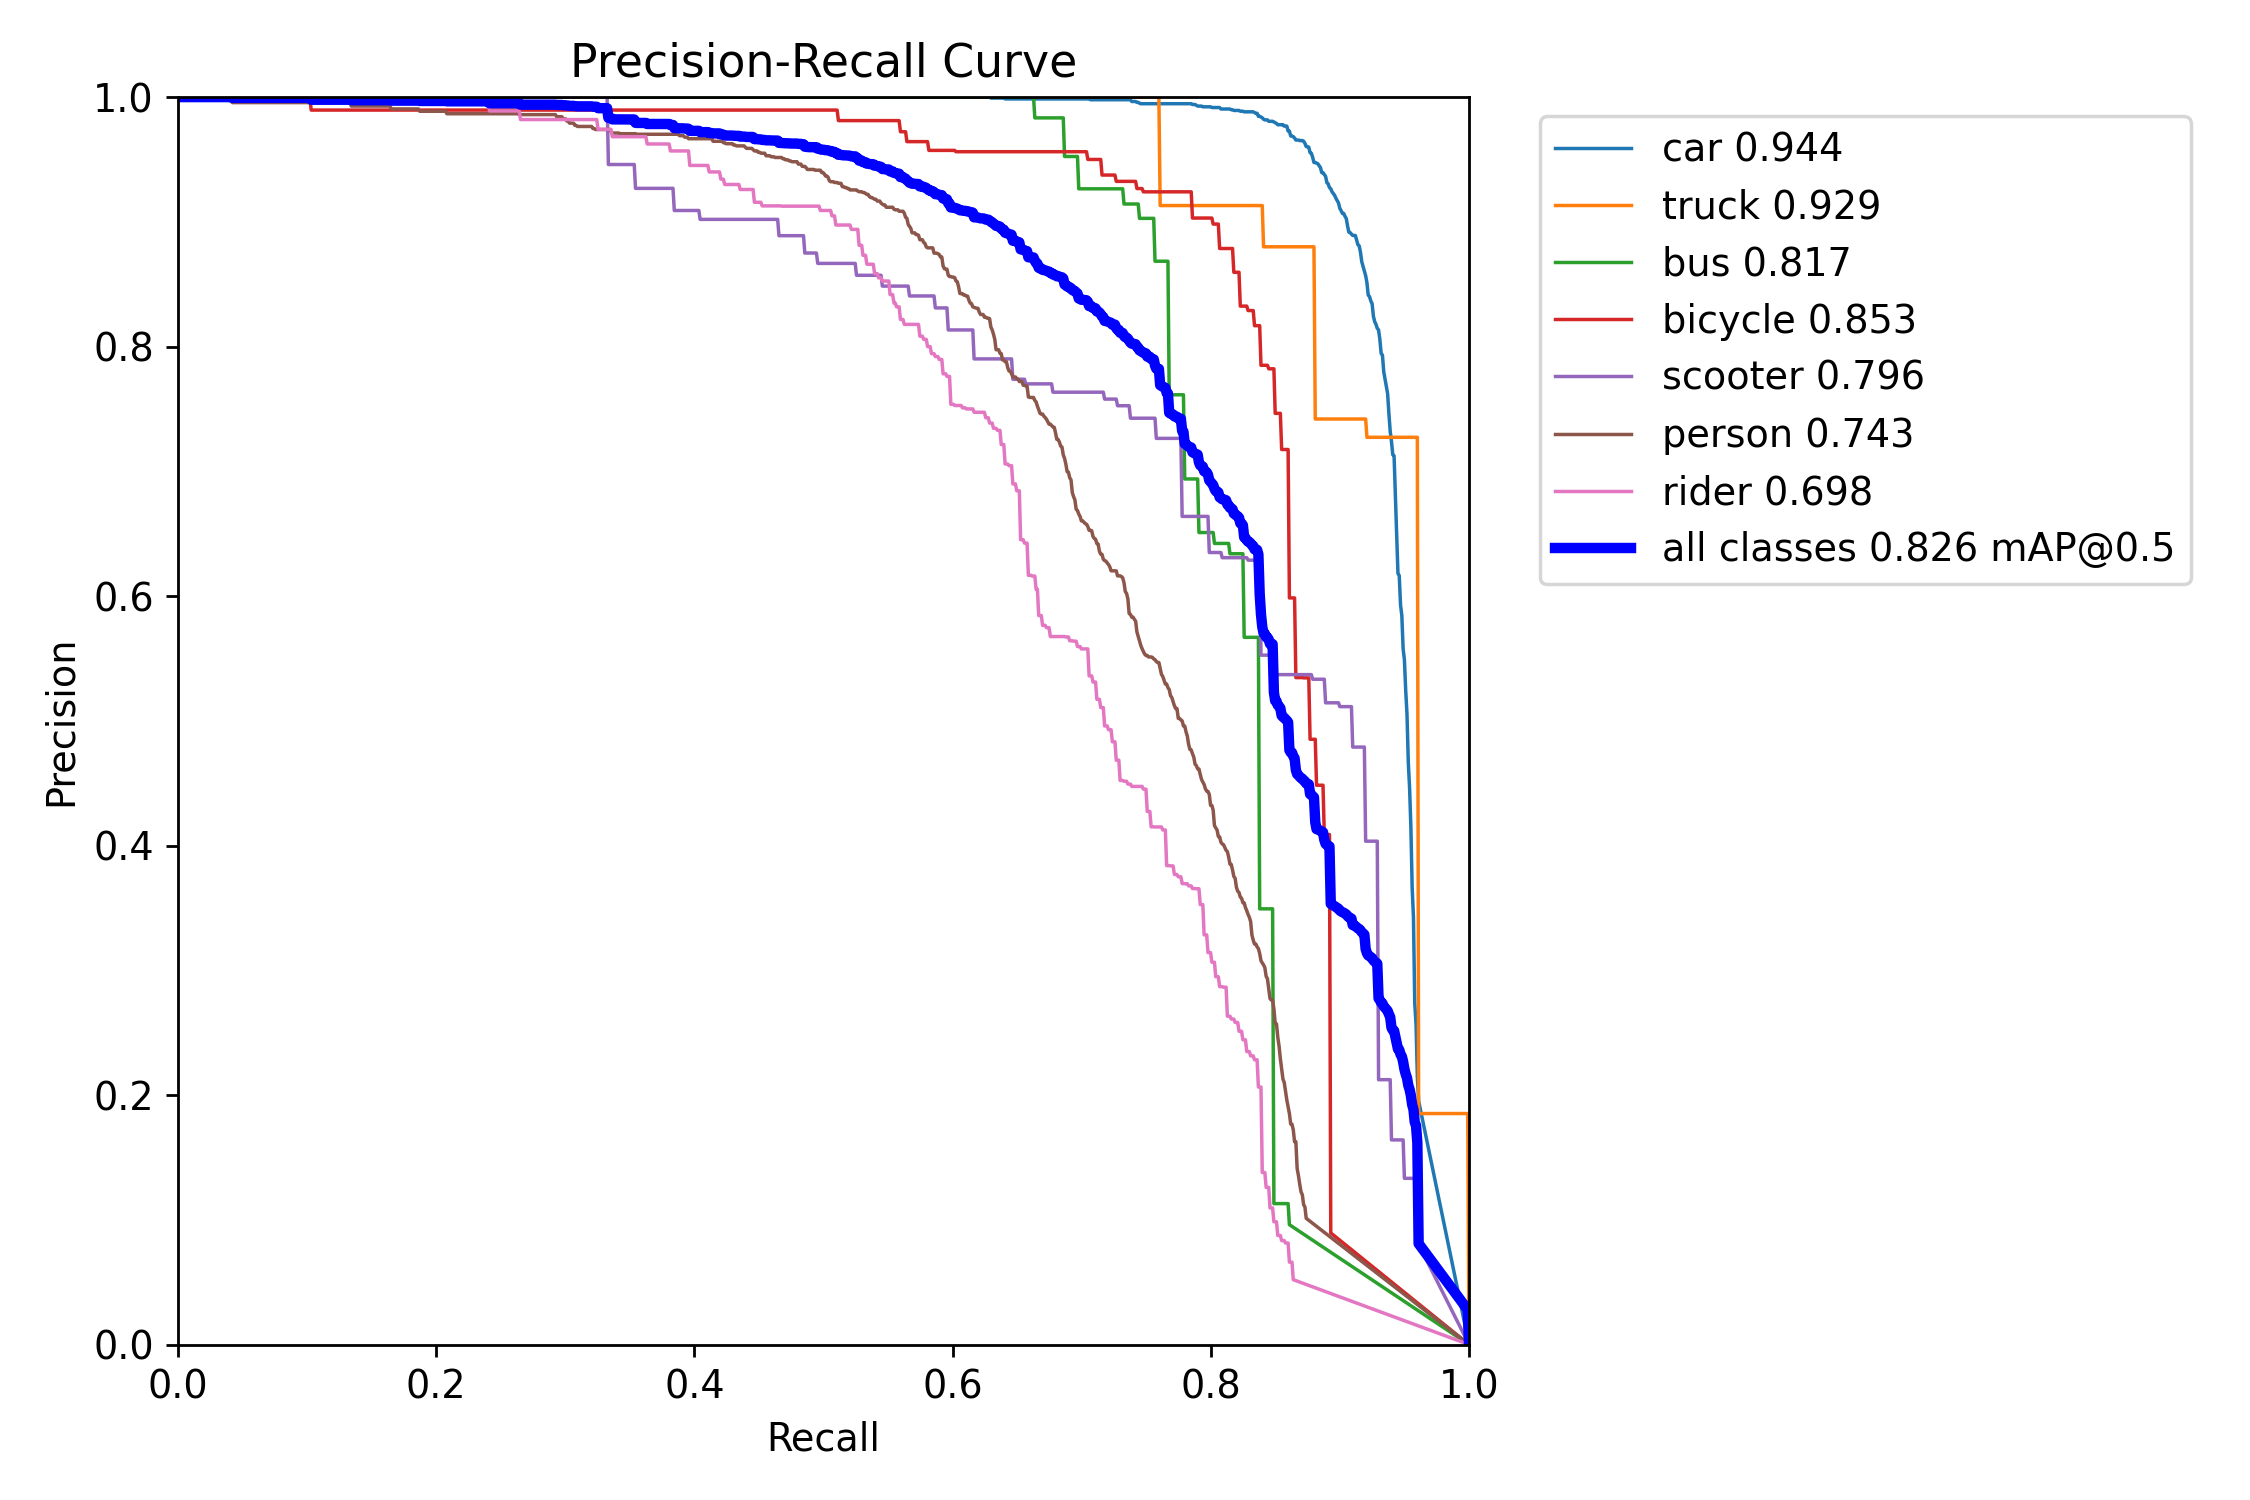 Precision-Recall Curve
1.0
0.8
0.6
0.4
0.2
0.0
Precision
0.0 0.2 0.4 0.6 0.8 1.0
Recall
car 0.944
truck 0.929
bus 0.817
bicycle 0.853
scooter 0.796
person 0.743
rider 0.698
all classes 0.826 mAP@0.5